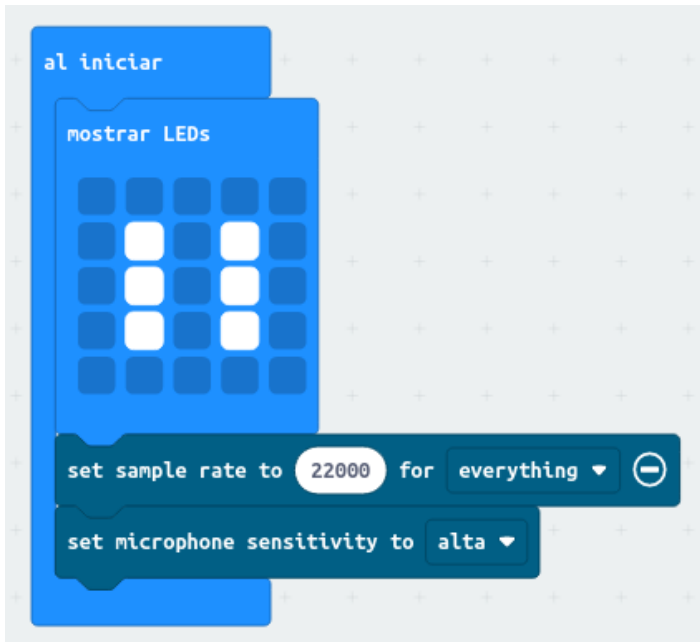 al iniciar
mostrar LEDs
set sample rate to 22000 for everything
set microphone sensitivity to alta